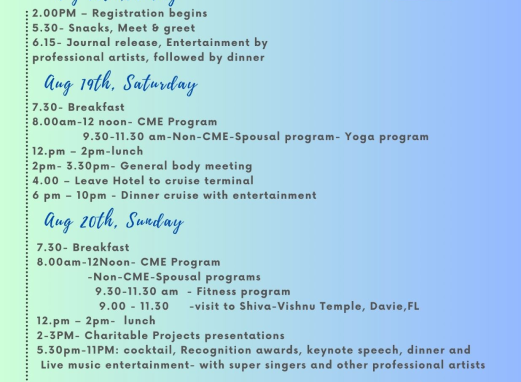 2.00PM – Registration begins
5.30- Snacks, Meet & greet
6.15- Journal release, Entertainment by
professional artists, followed by dinner
Aug 19th, Saturday
7.30- Breakfast
8.00am-12 noon- CME Program
9.30-11.30 am-Non-CME-Spousal program- Yoga program
12.pm – 2pm-lunch
2pm- 3.30pm- General body meeting
4.00 – Leave Hotel to cruise terminal
6 pm – 10pm - Dinner cruise with entertainment
Aug 20th, Sunday
7.30- Breakfast
8.00am-12Noon- CME Program
-Non-CME-Spousal programs
9.30-11.30 am - Fitness program
9.00 - 11.30 -visit to Shiva-Vishnu Temple, Davie,FL
12.pm – 2pm- lunch
2-3PM- Charitable Projects presentations
5.30pm-11PM: cocktail, Recognition awards, keynote speech, dinner and
Live music entertainment- with super singers and other professional artists